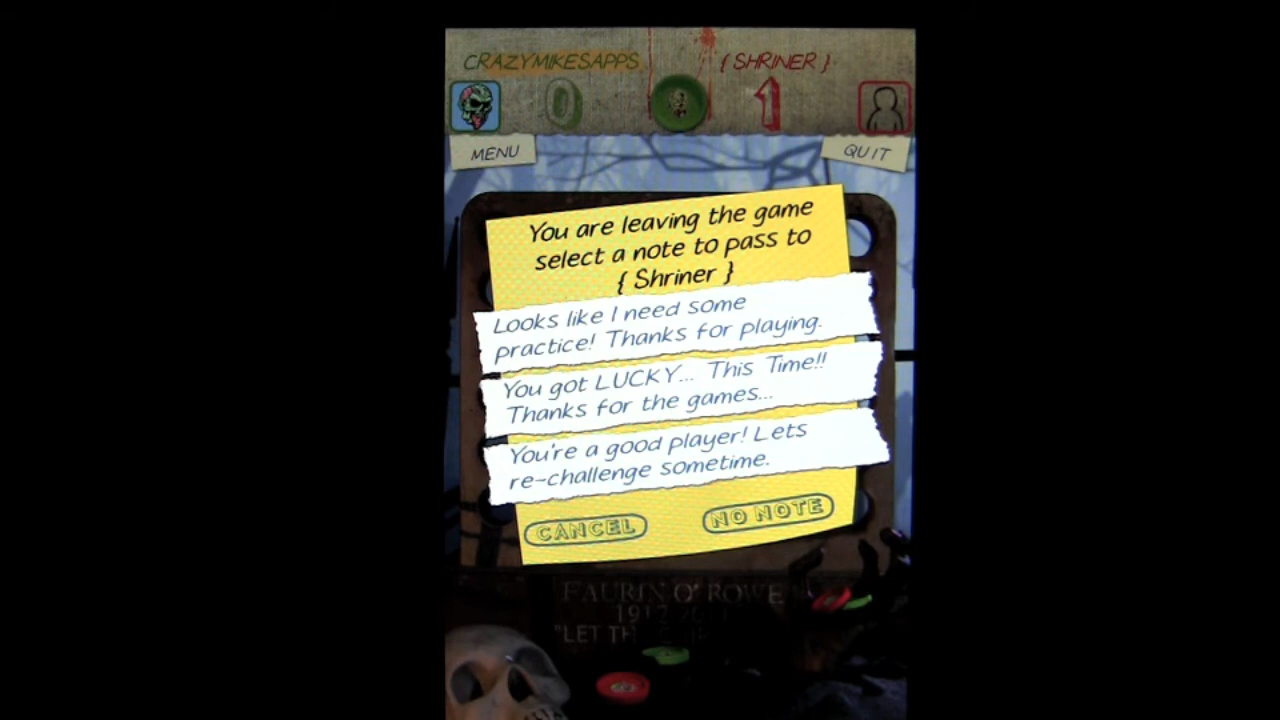 CRAZYMIKESAPPS
{ SHRINER }
0
1
MENU
QUIT
You are leaving the game
select a note to pass to
{ Shriner }
Looks like I need some
practice! Thanks for playing.
You got LUCKY... This Time!!
Thanks for the games...
You're a good player! Lets
re-challenge sometime.
CANCEL
NO NOTE
FAURIN O' ROWE
"LET TH